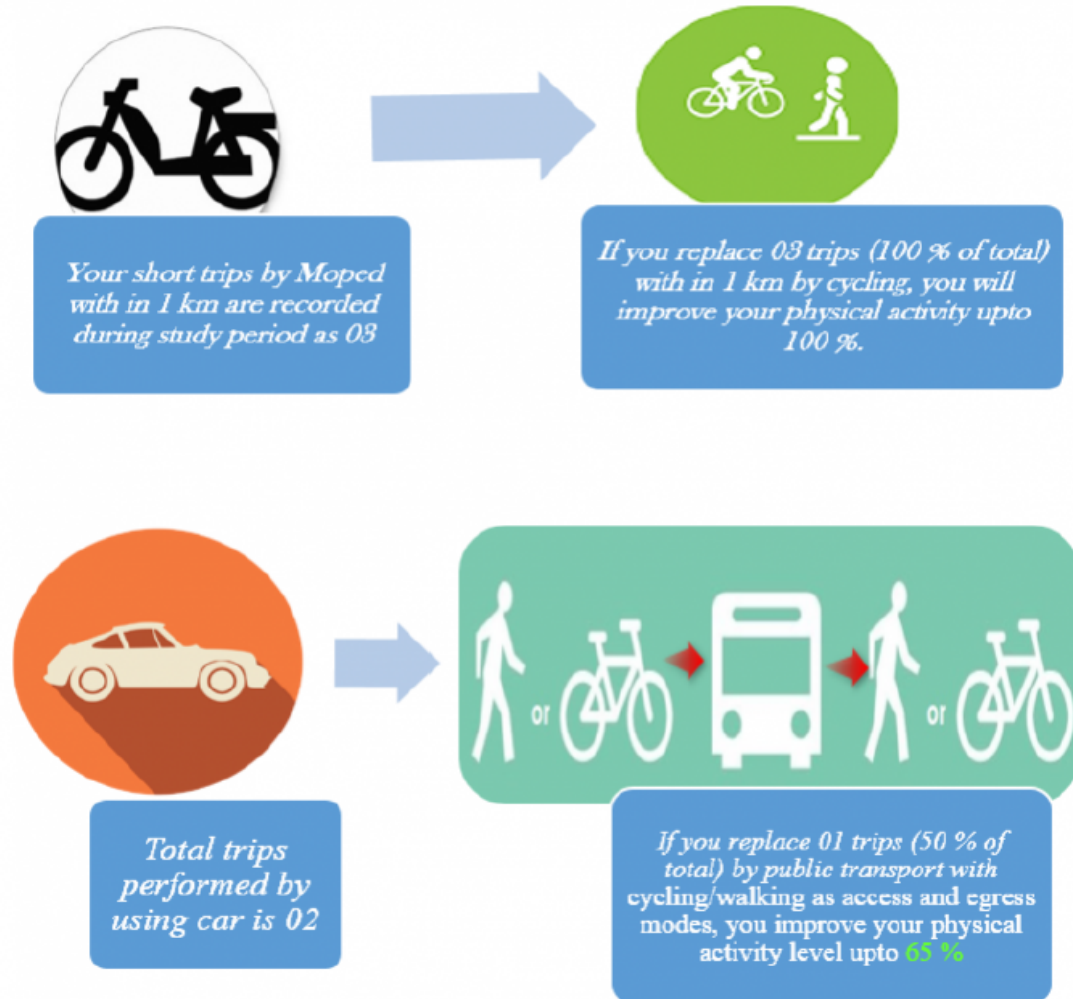 Your short trips by Moped
with in 1 km are recorded
during study period as 03
If you replace 03 trips (100 % of total)
with in 1 km by cycling, you will
improve your physical activity upto
100 %.
or
or
Total trips
performed by
using car is 02
If you replace 01 trips (50 % of
total) by public transport with
cycling/walking as access and egress
modes, you improve your physical
activity level upto 65 %